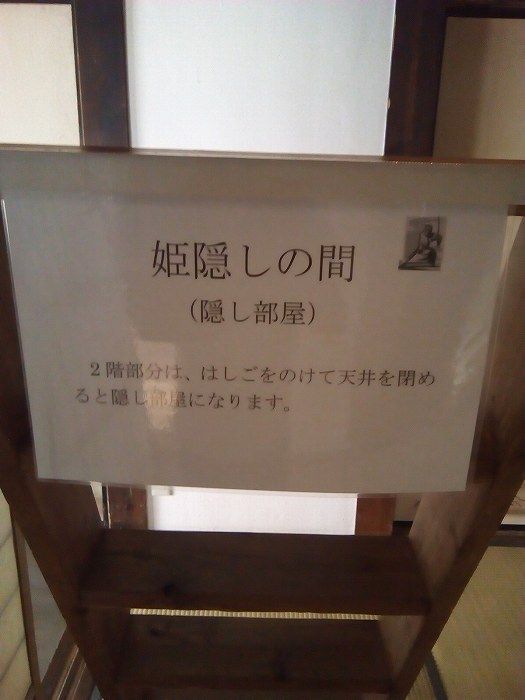 姫隠しの間
（隠し部屋）
２階部分は、はしごをのけて天井を閉め
ると隠し部屋になります。